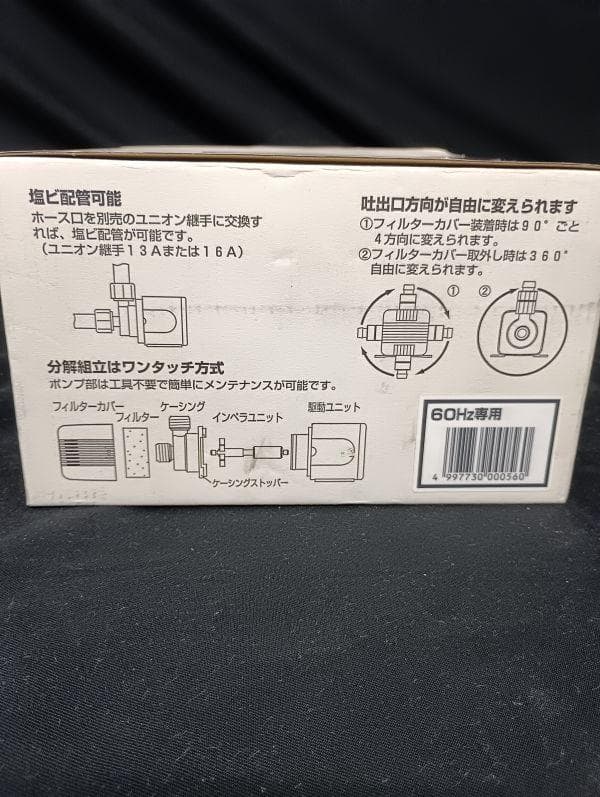 塩ビ配管可能
ホース口を別売のユニオン継手に交換す
れば、塩ビ配管が可能です。
(ユニオン継手13Aまたは16A)
吐出口方向が自由に変えられます
①フィルターカバー装着時は90°ごと
4方向に変えられます。
②フィルターカバー取外し時は360°
自由に変えられます。
①
②
分解組立はワンタッチ方式
ポンプ部は工具不要で簡単にメンテナンスが可能です。
フィルターカバー
フィルター
ケーシング
インペラユニット
駆動ユニット
ケーシングストッパー
60Hz専用
4 997730 000560